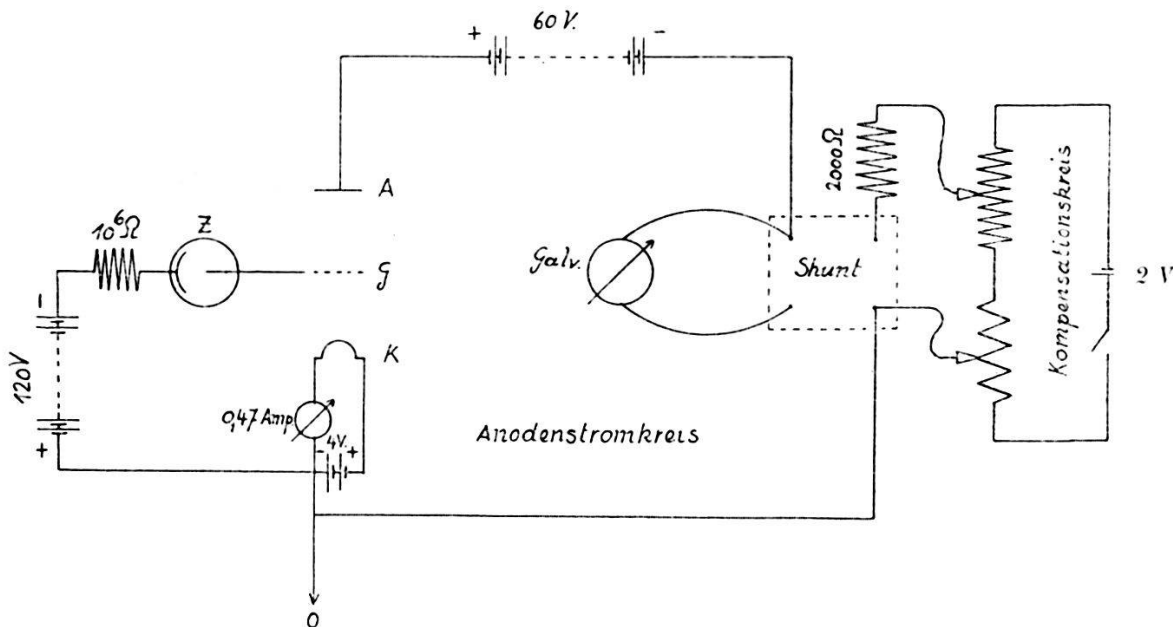 60 V.
+ -
A
2000Ω
10⁶Ω
Z
G
Galv.
Shunt
Kompensationskreis
2 V
-
120V
+
K
0,47 Amp
- 4V. +
Anodenstromkreis
0